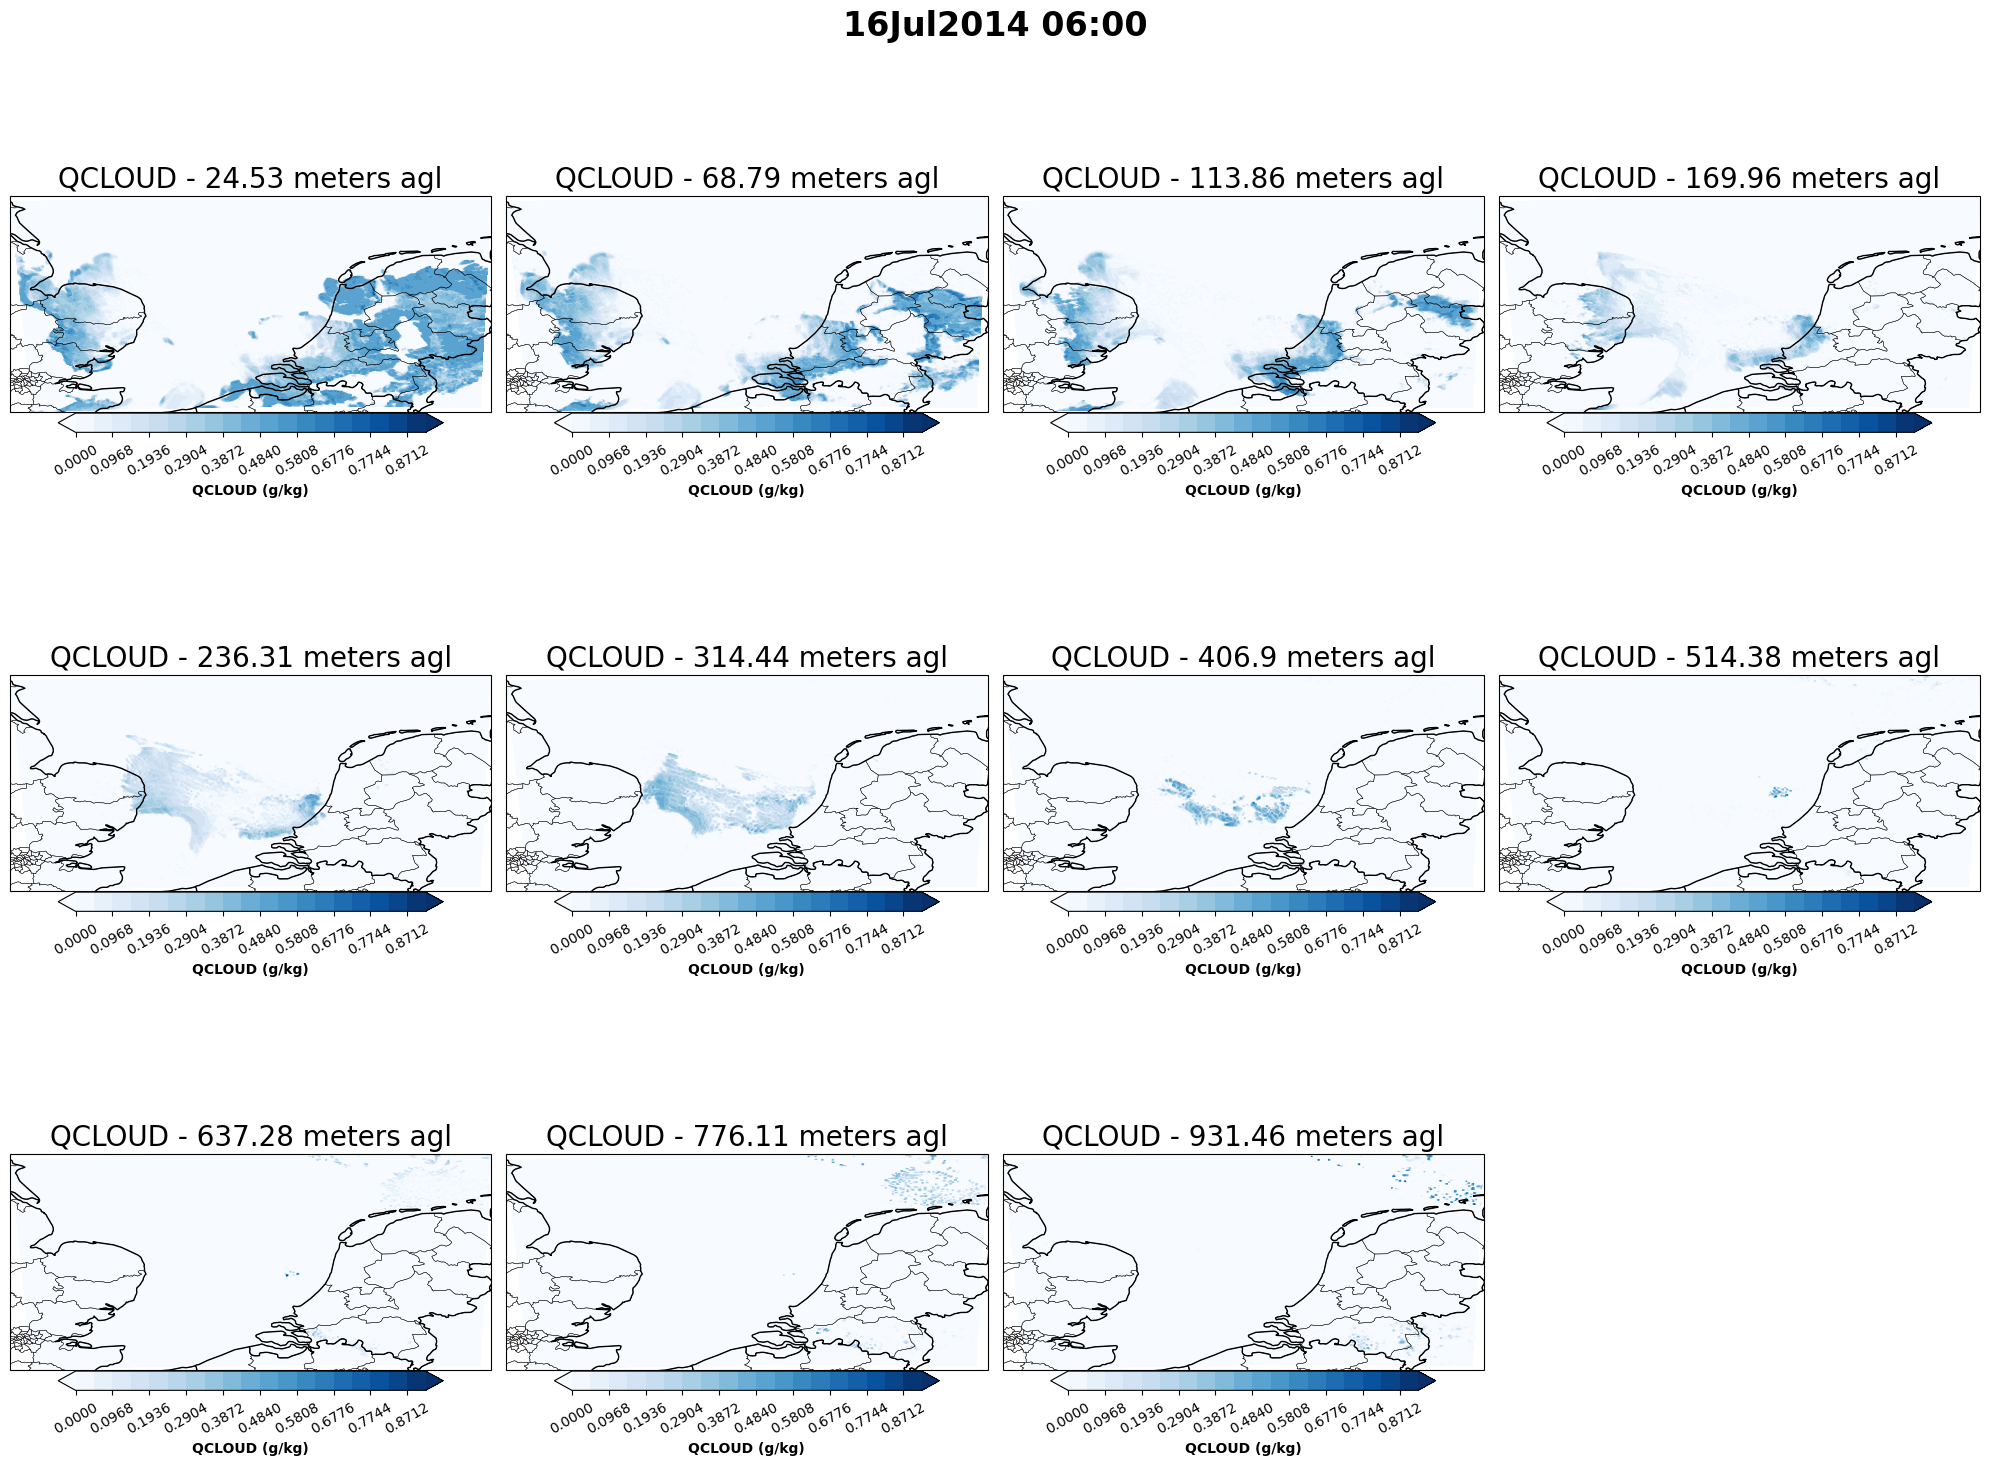 16Jul2014 06:00
QCLOUD - 24.53 meters agl
QCLOUD - 68.79 meters agl
QCLOUD - 113.86 meters agl
QCLOUD - 169.96 meters agl
0.0000 0.0968 0.1936 0.2904 0.3872 0.4840 0.5808 0.6776 0.7744 0.8712
0.0000 0.0968 0.1936 0.2904 0.3872 0.4840 0.5808 0.6776 0.7744 0.8712
0.0000 0.0968 0.1936 0.2904 0.3872 0.4840 0.5808 0.6776 0.7744 0.8712
0.0000 0.0968 0.1936 0.2904 0.3872 0.4840 0.5808 0.6776 0.7744 0.8712
QCLOUD (g/kg)
QCLOUD (g/kg)
QCLOUD (g/kg)
QCLOUD (g/kg)
QCLOUD - 236.31 meters agl
QCLOUD - 314.44 meters agl
QCLOUD - 406.9 meters agl
QCLOUD - 514.38 meters agl
0.0000 0.0968 0.1936 0.2904 0.3872 0.4840 0.5808 0.6776 0.7744 0.8712
0.0000 0.0968 0.1936 0.2904 0.3872 0.4840 0.5808 0.6776 0.7744 0.8712
0.0000 0.0968 0.1936 0.2904 0.3872 0.4840 0.5808 0.6776 0.7744 0.8712
0.0000 0.0968 0.1936 0.2904 0.3872 0.4840 0.5808 0.6776 0.7744 0.8712
QCLOUD (g/kg)
QCLOUD (g/kg)
QCLOUD (g/kg)
QCLOUD (g/kg)
QCLOUD - 637.28 meters agl
QCLOUD - 776.11 meters agl
QCLOUD - 931.46 meters agl
0.0000 0.0968 0.1936 0.2904 0.3872 0.4840 0.5808 0.6776 0.7744 0.8712
0.0000 0.0968 0.1936 0.2904 0.3872 0.4840 0.5808 0.6776 0.7744 0.8712
0.0000 0.0968 0.1936 0.2904 0.3872 0.4840 0.5808 0.6776 0.7744 0.8712
QCLOUD (g/kg)
QCLOUD (g/kg)
QCLOUD (g/kg)